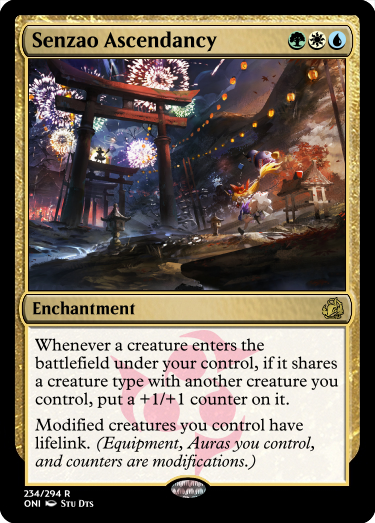 Senzao Ascendancy
Enchantment
Whenever a creature enters the
battlefield under your control, if it shares
a creature type with another creature you
control, put a +1/+1 counter on it.
Modified creatures you control have
lifelink. (Equipment, Auras you control,
and counters are modifications.)
234/294 R
ONI Stu Dts